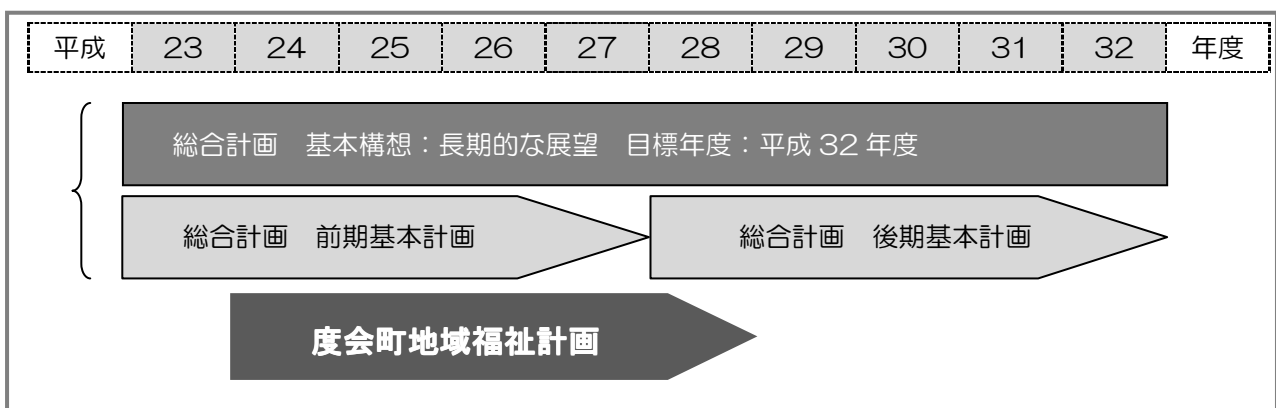 平成 23 24 25 26 27 28 29 30 31 32 年度
総合計画 基本構想：長期的な展望 目標年度：平成 32 年度
総合計画 前期基本計画 総合計画 後期基本計画
度会町地域福祉計画